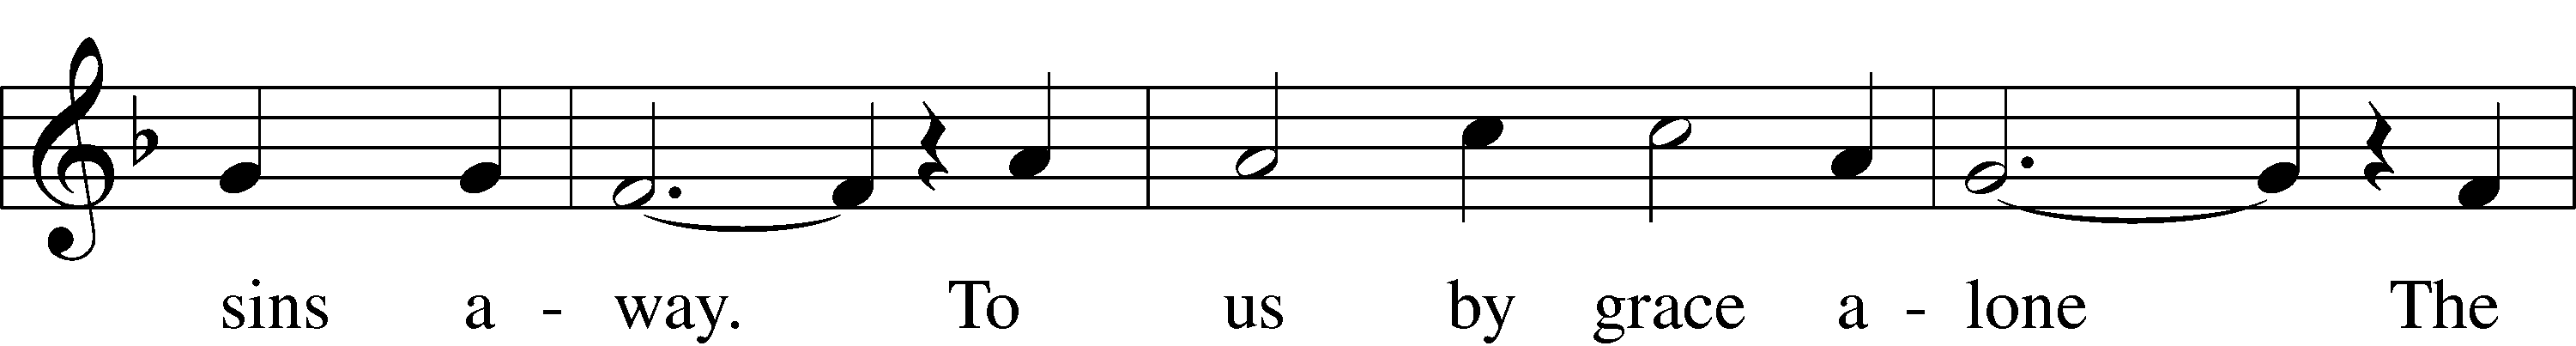 sins a - way. To us by grace a - lone The